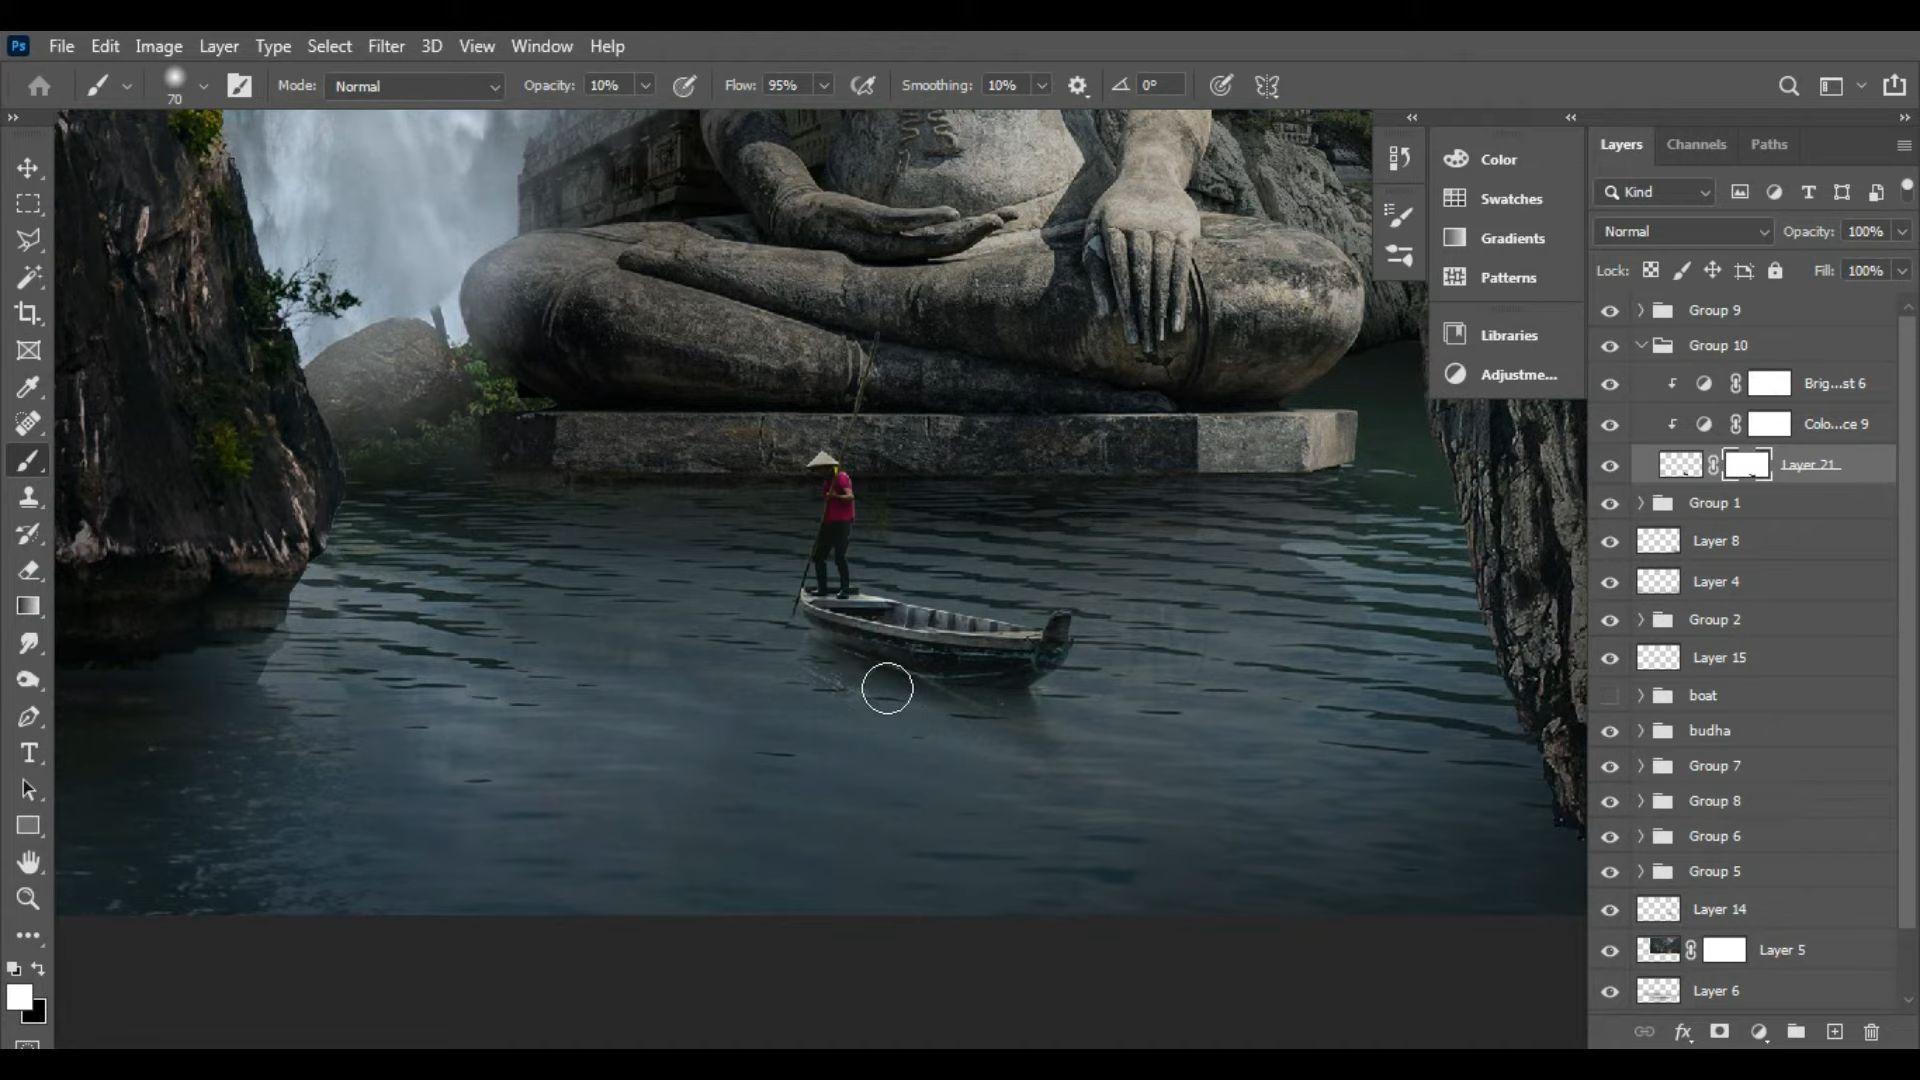 Ps File Edit Image Layer Type Select Filter 3D View Window Help
70 Mode: Normal Opacity: 10% Flow: 95% Smoothing: 10% 0°
Color
Swatches
Gradients
Patterns
Libraries
Adjustme...
Layers Channels Paths
Kind
Normal Opacity: 100%
Lock: Fill: 100%
Group 9
Group 10
Brig...st 6
Colo...ce 9
Layer 21
Group 1
Layer 8
Layer 4
Group 2
Layer 15
boat
budha
Group 7
Group 8
Group 6
Group 5
Layer 14
Layer 5
Layer 6
fx